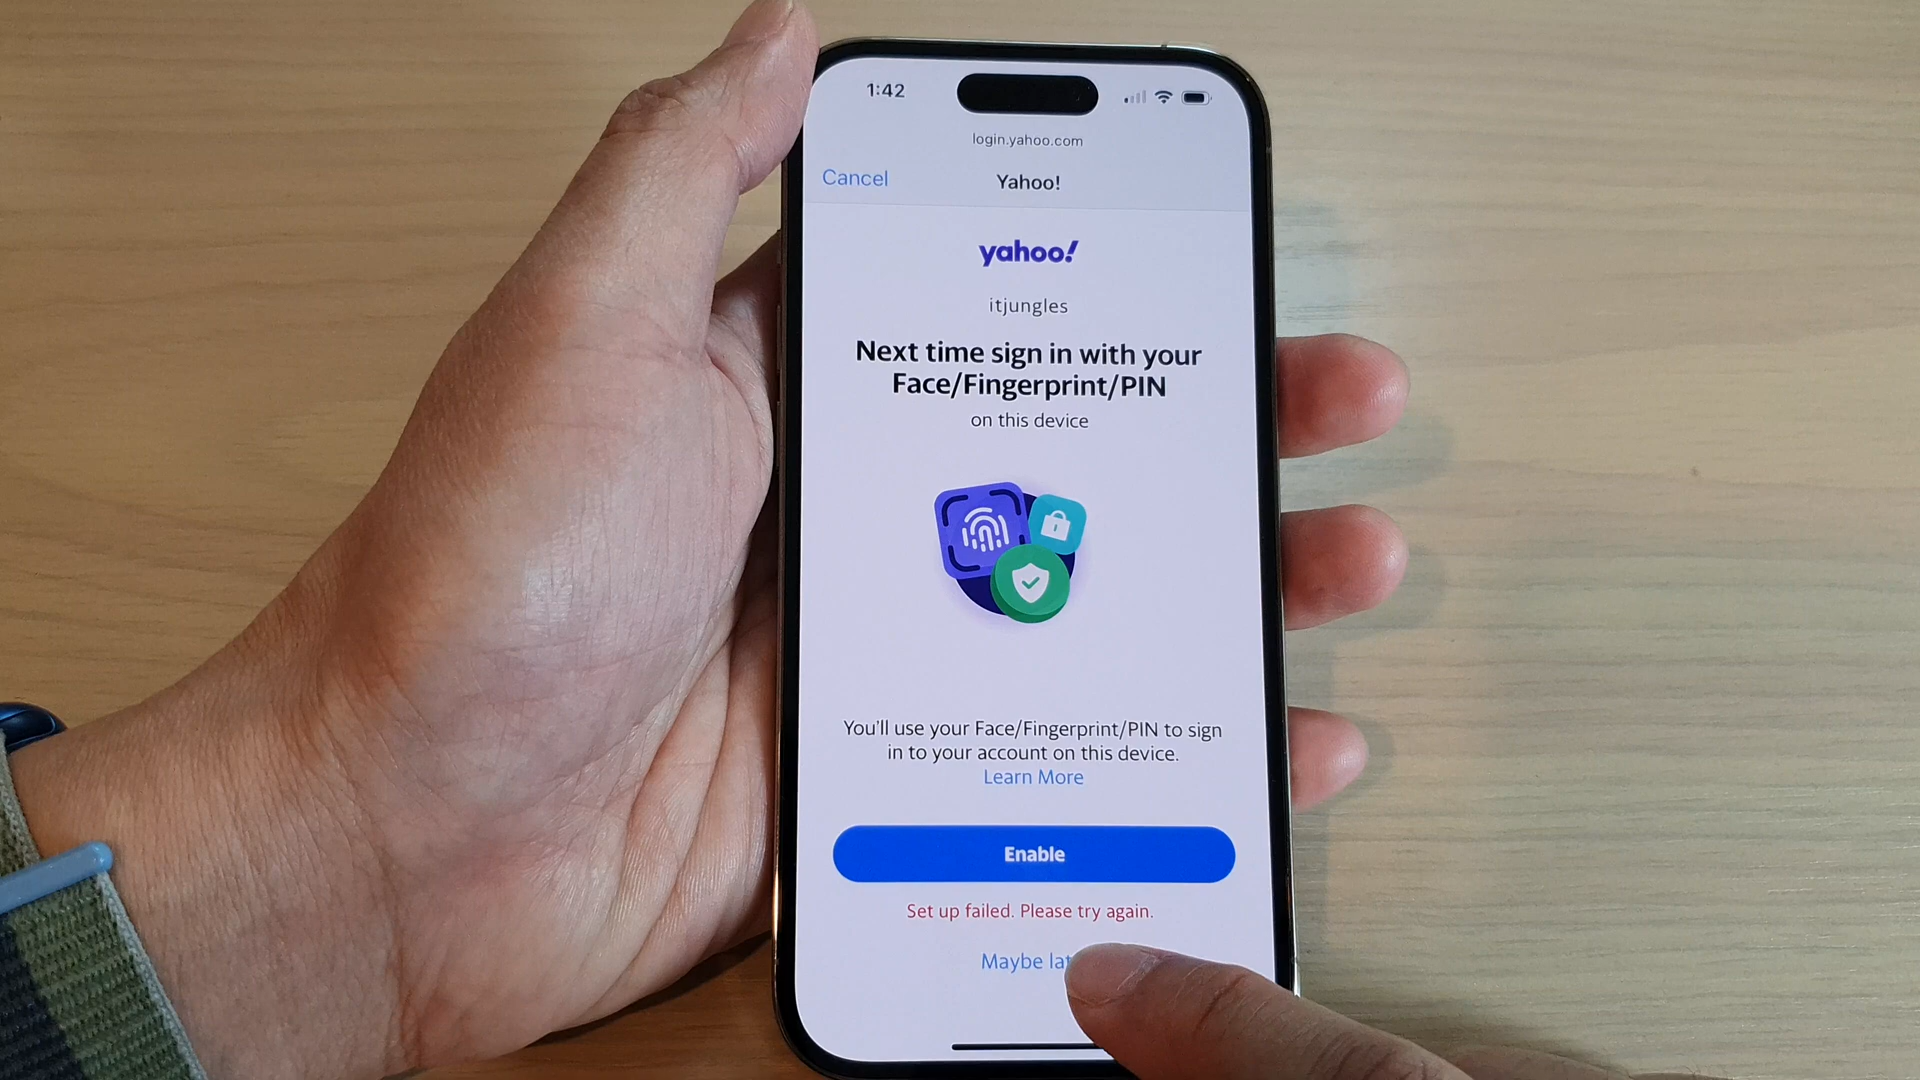 1:42
login.yahoo.com
Cancel
Yahoo!
yahoo!
itjungles
Next time sign in with your
Face/Fingerprint/PIN
on this device
You'll use your Face/Fingerprint/PIN to sign
in to your account on this device.
Learn More
Enable
Set up failed. Please try again.
Maybe